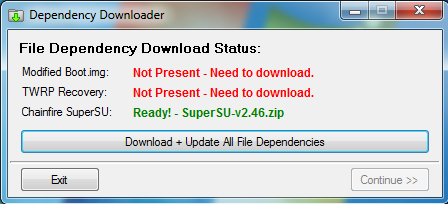 Dependency Downloader
File Dependency Download Status:
Modified Boot.img: Not Present - Need to download.
TWRP Recovery: Not Present - Need to download.
Chainfire SuperSU: Ready! - SuperSU-v2.46.zip
Download + Update All File Dependencies
Exit Continue >>